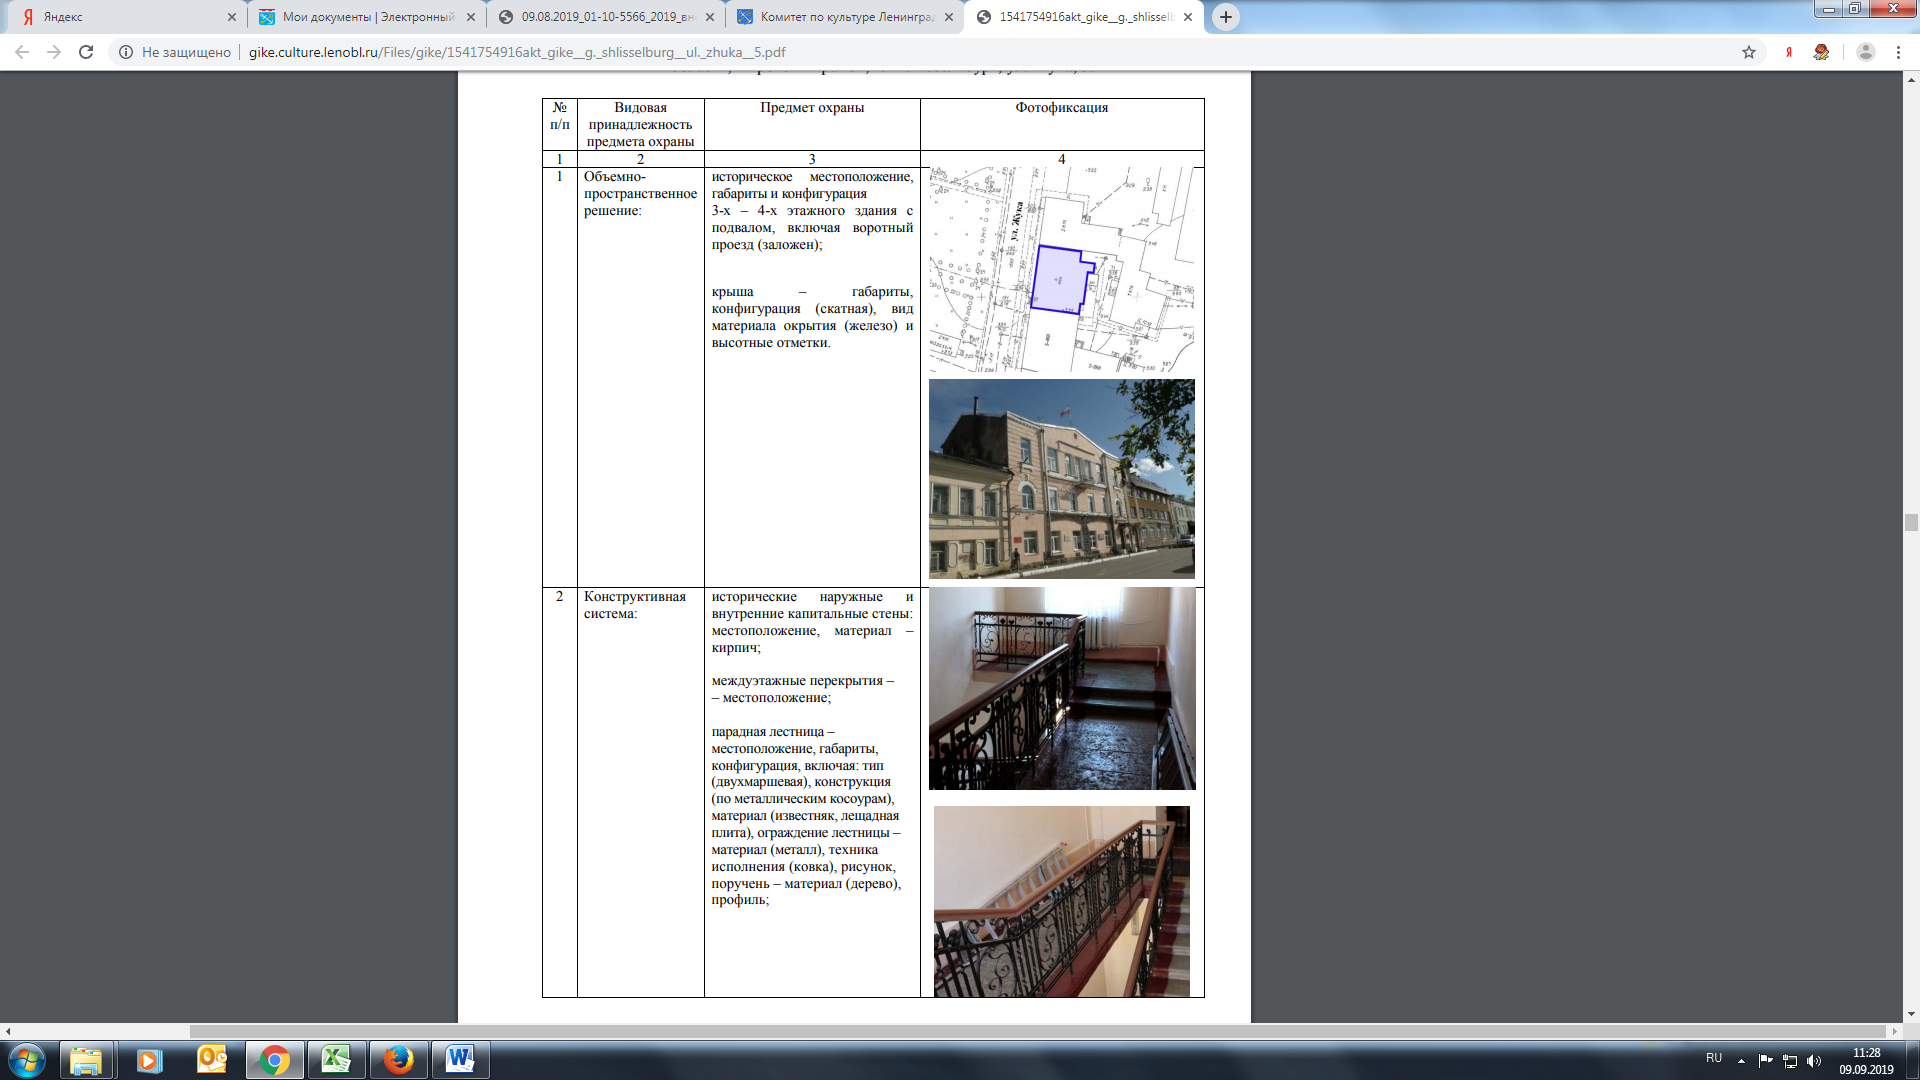 Яндекс
Мои документы | Электронный
09.08.2019_01-10-5566_2019_вн
Комитет по культуре Ленинград
1541754916akt_gike__g._shlisselb
Не защищено
gike.culture.lenobl.ru/Files/gike/1541754916akt_gike__g._shlisselburg__ul._zhuka__5.pdf
№ п/п
Видовая принадлежность предмета охраны
Предмет охраны
Фотофиксация
1 2 3 4
1
Объемно-
пространственное
решение:
историческое местоположение,
габариты и конфигурация
3-х – 4-х этажного здания с
подвалом, включая воротный
проезд (заложен);
крыша – габариты,
конфигурация (скатная), вид
материала окрытия (железо) и
высотные отметки.
ул. Жука
2
Конструктивная
система:
исторические наружные и
внутренние капитальные стены:
местоположение, материал –
кирпич;
междуэтажные перекрытия –
– местоположение;
парадная лестница –
местоположение, габариты,
конфигурация, включая: тип
(двухмаршевая), конструкция
(по металлическим косоурам),
материал (известняк, лещадная
плита), ограждение лестницы –
материал (металл), техника
исполнения (ковка), рисунок,
поручень – материал (дерево),
профиль;
RU
11:28
09.09.2019